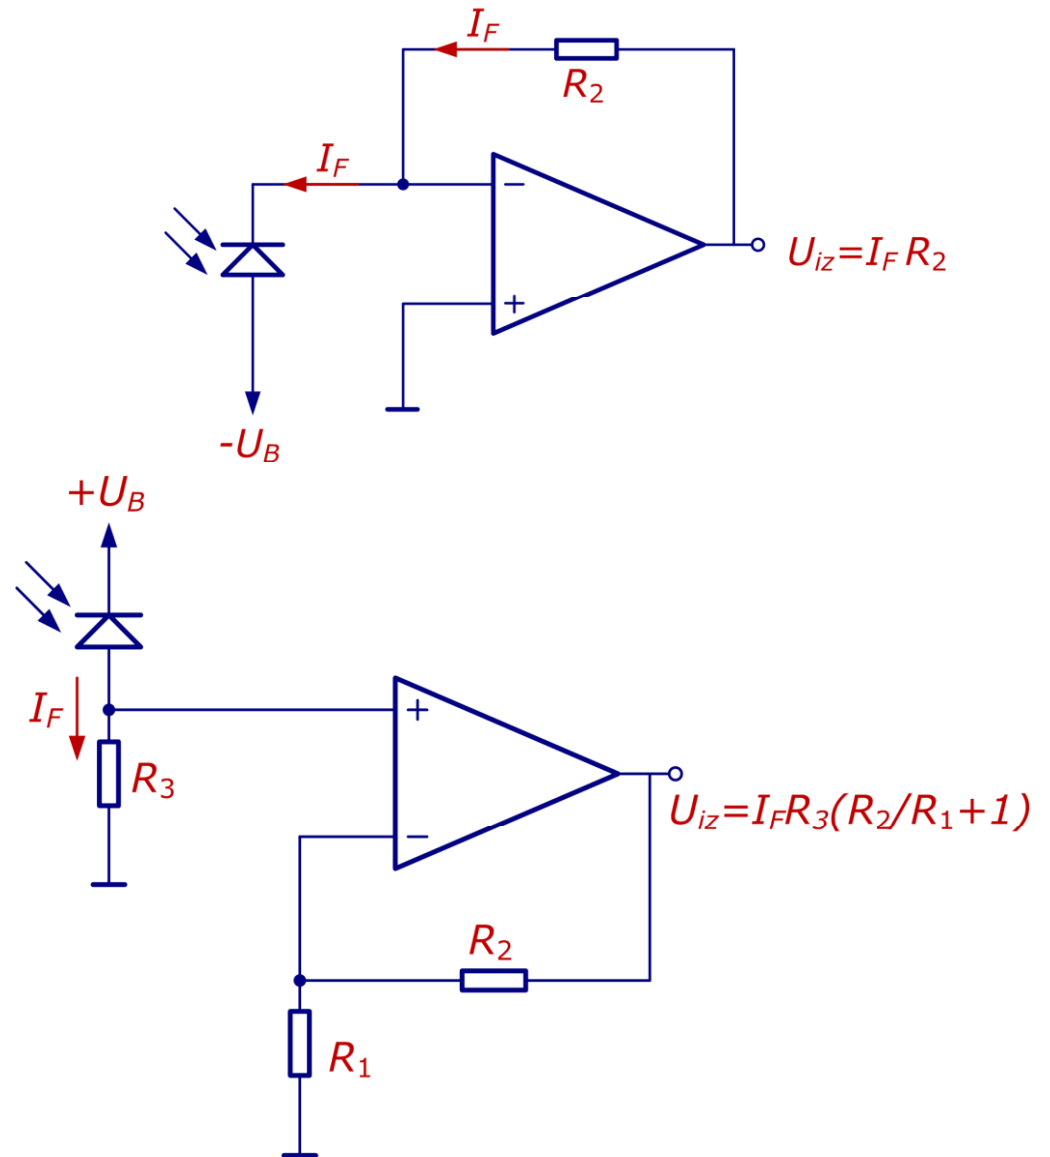 I_F
R_2
I_F
−
U_iz=I_F R_2
+
-U_B
+U_B
+
I_F
R_3
U_iz=I_F R_3(R_2/R_1+1)
−
R_2
R_1